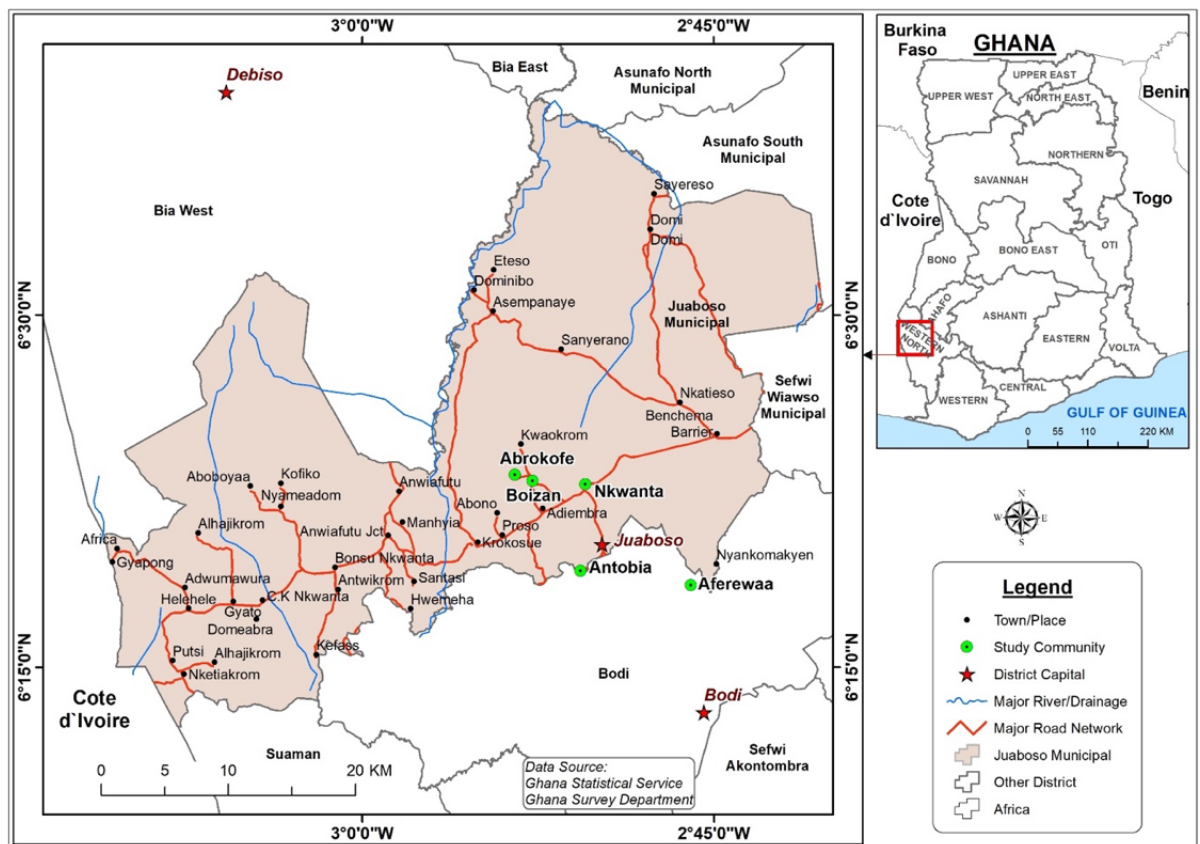 3°0'0"W
2°45'0"W
Debiso
Bia East
Asunafo North
Municipal
Asunafo South
Municipal
Bia West
Sayereso
Domi
Domi
Eteso
Dominibo
Asempanaye
Juaboso
Municipal
6°30'0"N
6°30'0"N
Sanyerano
Sefwi
Wiawso
Municipal
Nkatieso
Benchema
Barrier
Kwaokrom
Abrokofe
Boizan
Nkwanta
Aboboyaa
Kofiko
Nyameadom
Anwiafutu
Abono
Adiembra
Alhajikrom
Anwiafutu Jct
Manhyia
Proso
Krokosue
Juaboso
Africa
Gyapong
Bonsu Nkwanta
Nyankomakyen
Adwumawura
Antwikrom
Santasi
Antobia
Aferewaa
Helehele
Gyato
C.K Nkwanta
Hwemeha
Domeabra
Putsi
Alhajikrom
Kefass
Nketiakrom
6°15'0"N
6°15'0"N
Bodi
Bodi
Cote
d`Ivoire
Suaman
Sefwi
Akontombra
0 5 10 20 KM
Data Source:
Ghana Statistical Service
Ghana Survey Department
3°0'0"W
2°45'0"W
Burkina
Faso
GHANA
Benin
UPPER EAST
UPPER WEST
NORTH EAST
NORTHERN
SAVANNAH
Cote
d`Ivoire
Togo
BONO EAST
OTI
BONO
AHAFO
ASHANTI
WESTERN
NORTH
EASTERN
VOLTA
CENTRAL
WESTERN
GULF OF GUINEA
0 55 110 220 KM
N
W E
S
Legend
Town/Place
Study Community
District Capital
Major River/Drainage
Major Road Network
Juaboso Municipal
Other District
Africa